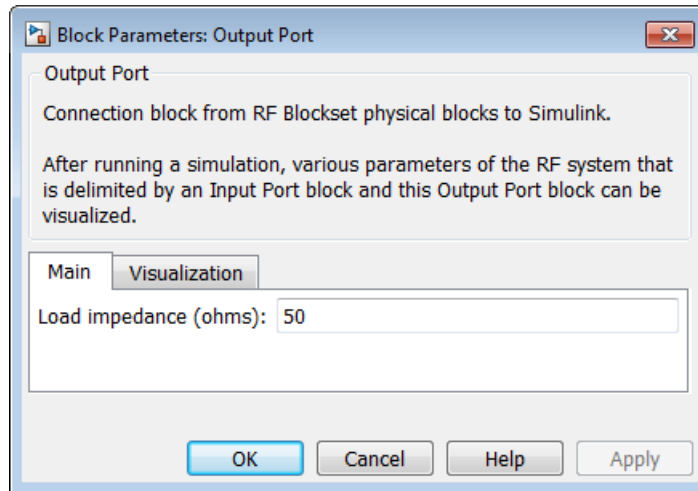 Block Parameters: Output Port
Output Port
Connection block from RF Blockset physical blocks to Simulink.
After running a simulation, various parameters of the RF system that
is delimited by an Input Port block and this Output Port block can be
visualized.
Main Visualization
Load impedance (ohms): 50
OK Cancel Help Apply